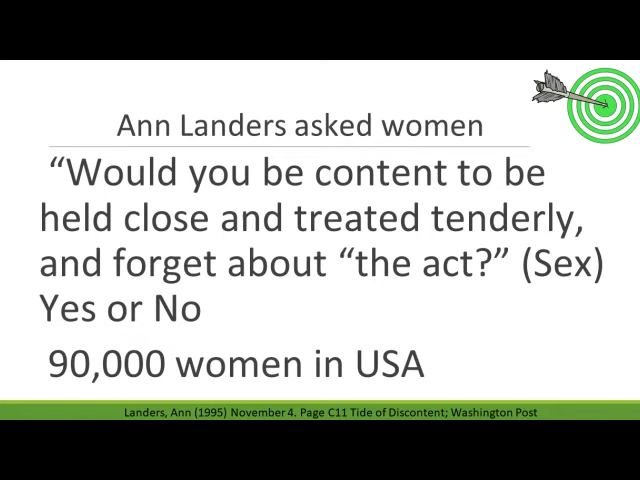 Ann Landers asked women
“Would you be content to be
held close and treated tenderly,
and forget about “the act?” (Sex)
Yes or No
90,000 women in USA
Landers, Ann (1995) November 4. Page C11 Tide of Discontent; Washington Post